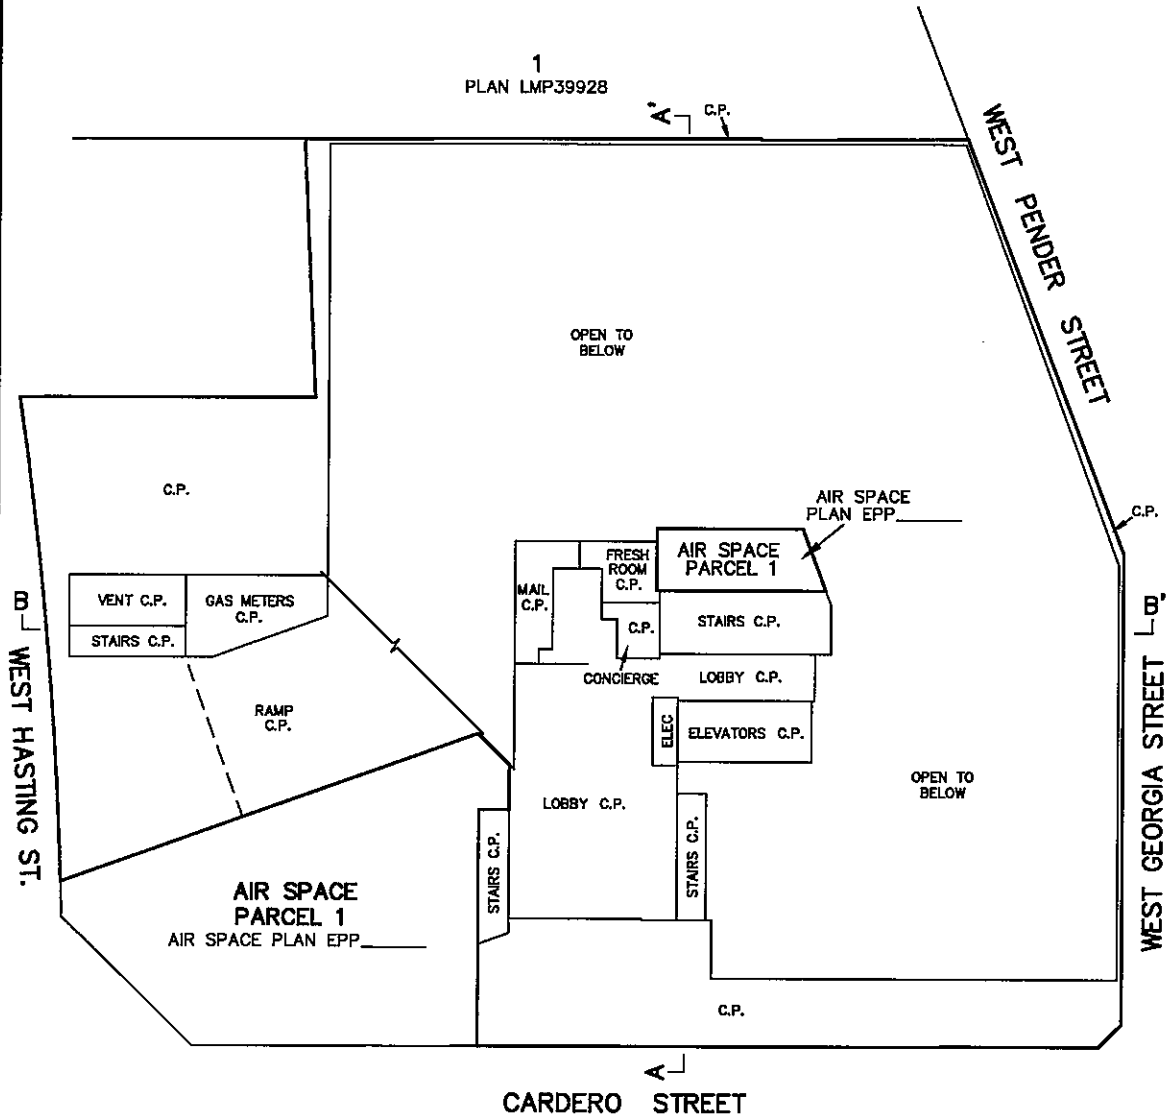 1
PLAN LMP39928
A'
C.P.
WEST PENDER STREET
OPEN TO
BELOW
C.P.
AIR SPACE
PLAN EPP______
C.P.
AIR SPACE
PARCEL 1
FRESH
ROOM
C.P.
MAIL
C.P.
VENT C.P.
GAS METERS
C.P.
B
B'
STAIRS C.P.
C.P.
STAIRS C.P.
CONCIERGE
LOBBY C.P.
WEST HASTING ST.
RAMP
C.P.
ELEC
ELEVATORS C.P.
WEST GEORGIA STREET
OPEN TO
BELOW
LOBBY C.P.
STAIRS C.P.
STAIRS C.P.
AIR SPACE
PARCEL 1
AIR SPACE PLAN EPP______
C.P.
A
CARDERO STREET